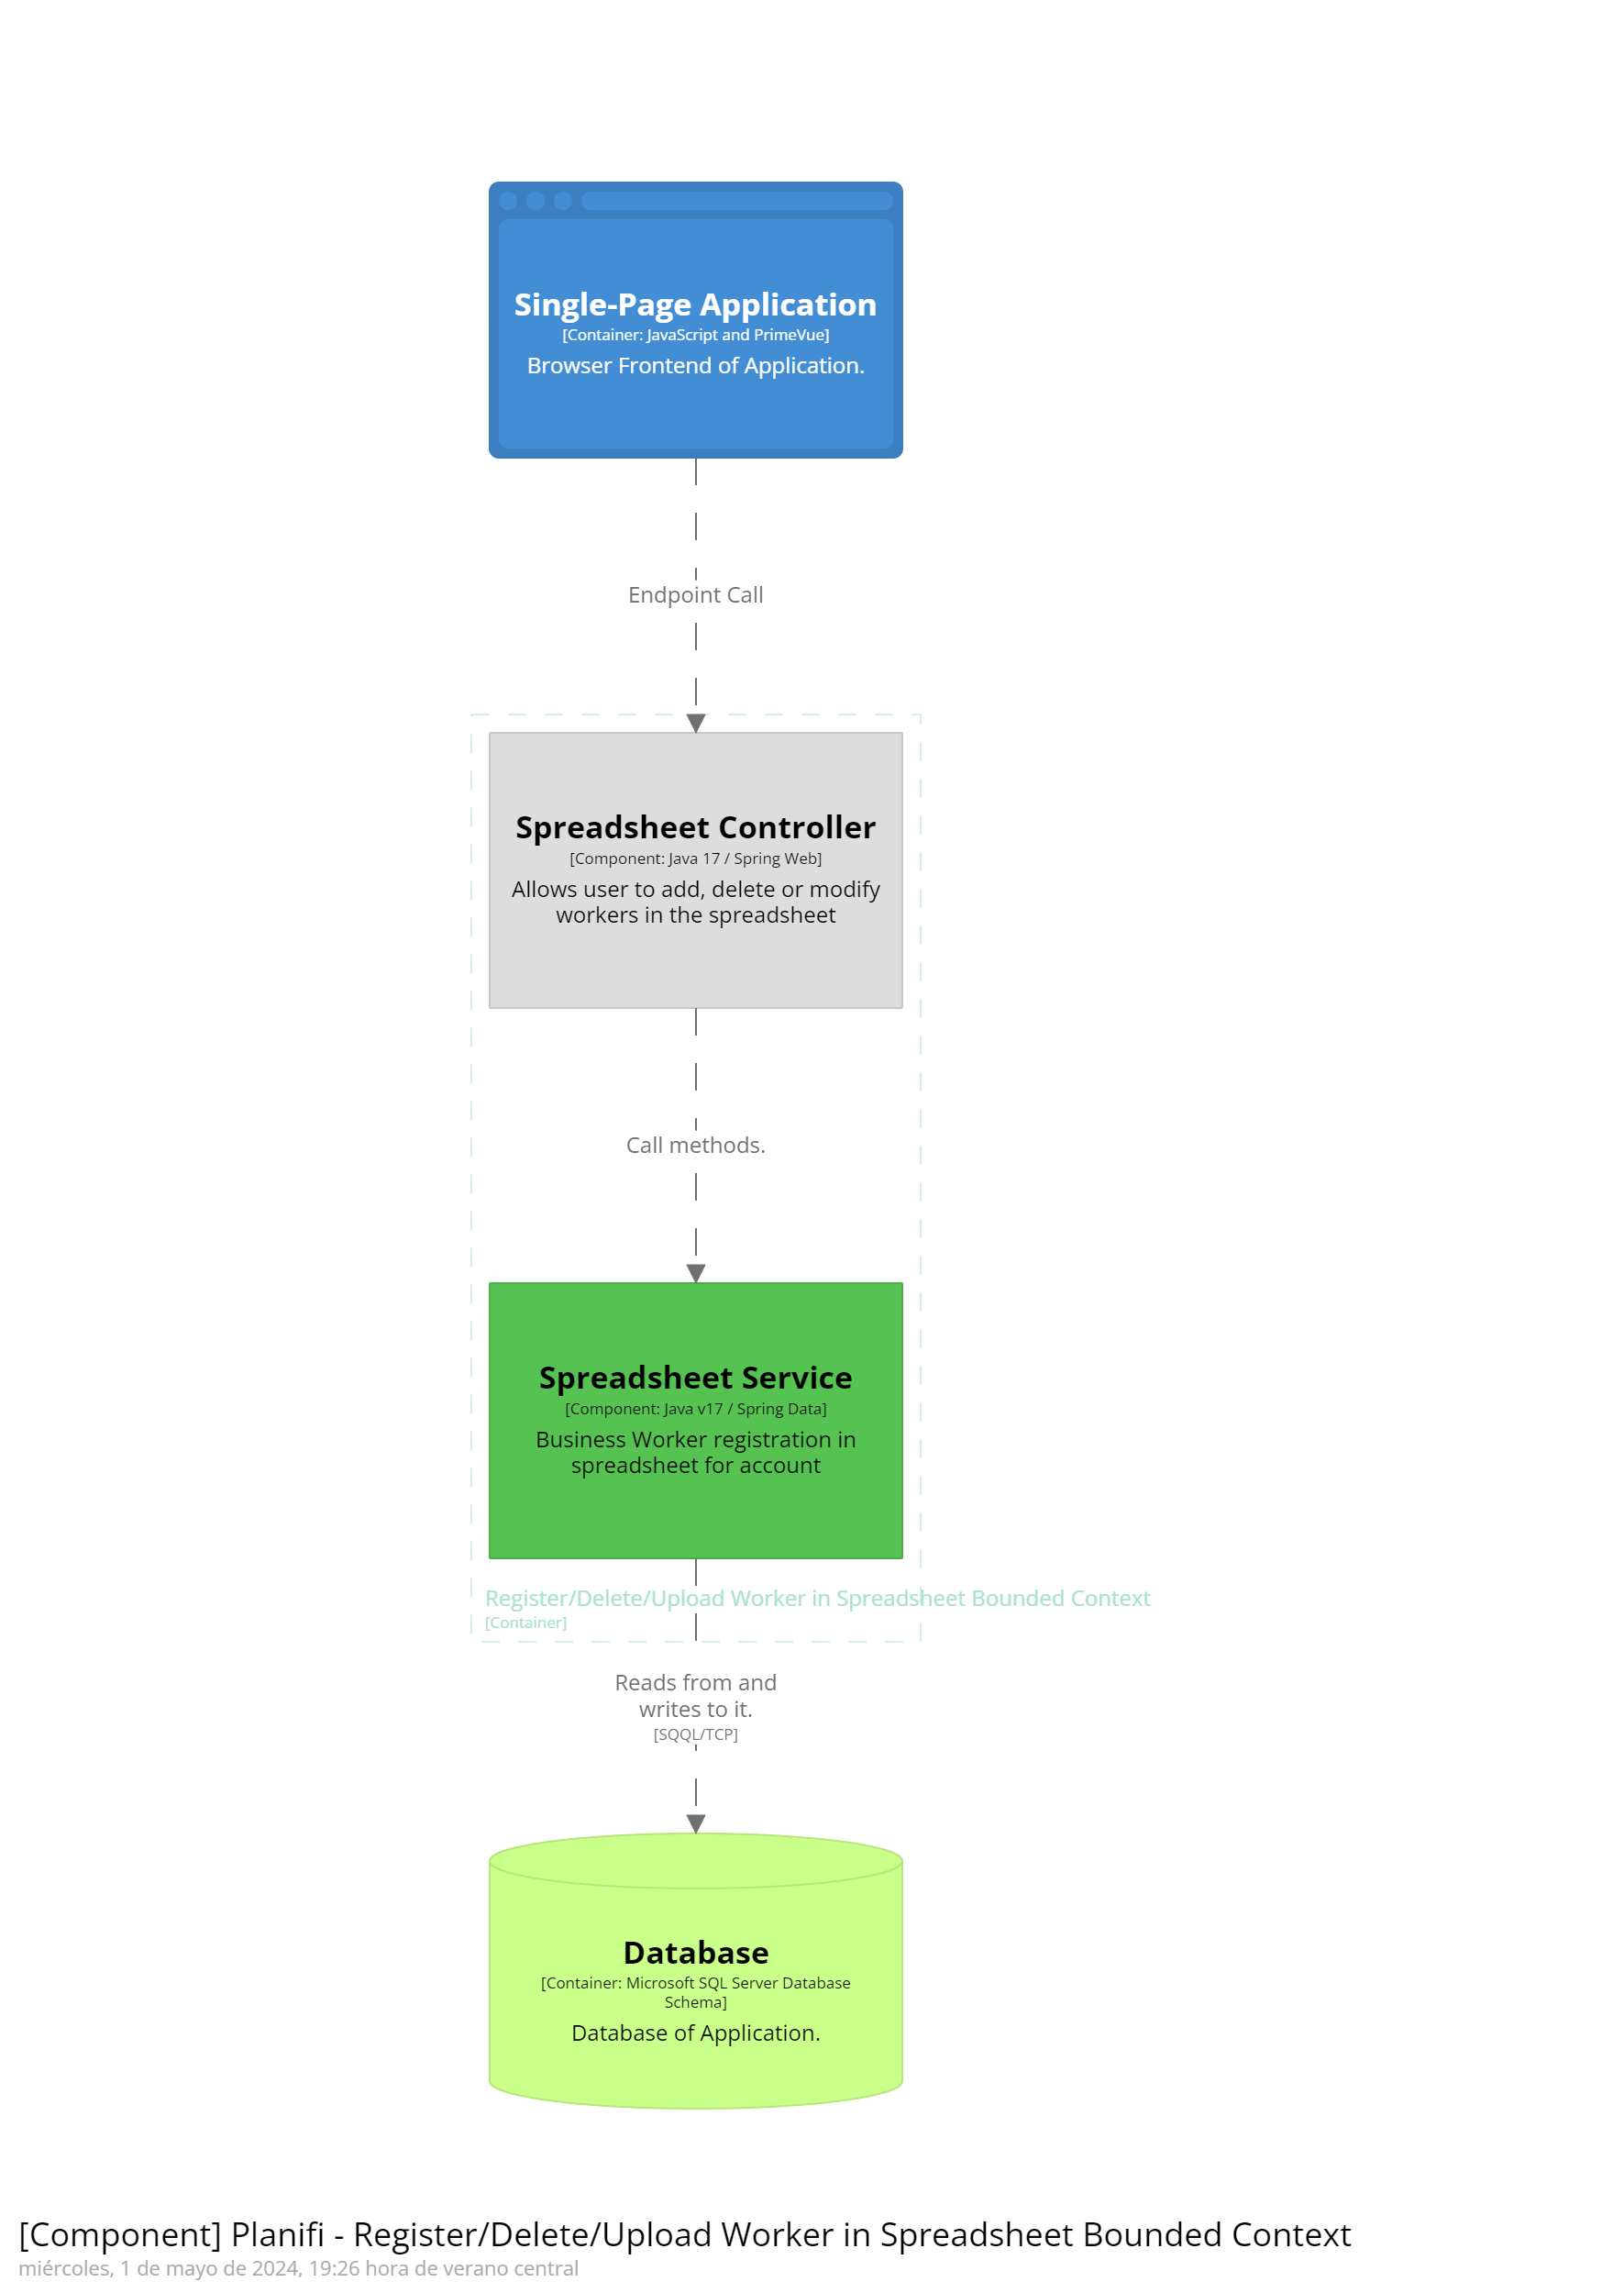 Single-Page Application
[Container: JavaScript and PrimeVue]
Browser Frontend of Application.
Endpoint Call
Spreadsheet Controller
[Component: Java 17 / Spring Web]
Allows user to add, delete or modify
workers in the spreadsheet
Call methods.
Spreadsheet Service
[Component: Java v17 / Spring Data]
Business Worker registration in
spreadsheet for account
Register/Delete/Upload Worker in Spreadsheet Bounded Context
[Container]
Reads from and
writes to it.
[SQQL/TCP]
Database
[Container: Microsoft SQL Server Database
Schema]
Database of Application.
[Component] Planifi - Register/Delete/Upload Worker in Spreadsheet Bounded Context
miércoles, 1 de mayo de 2024, 19:26 hora de verano central